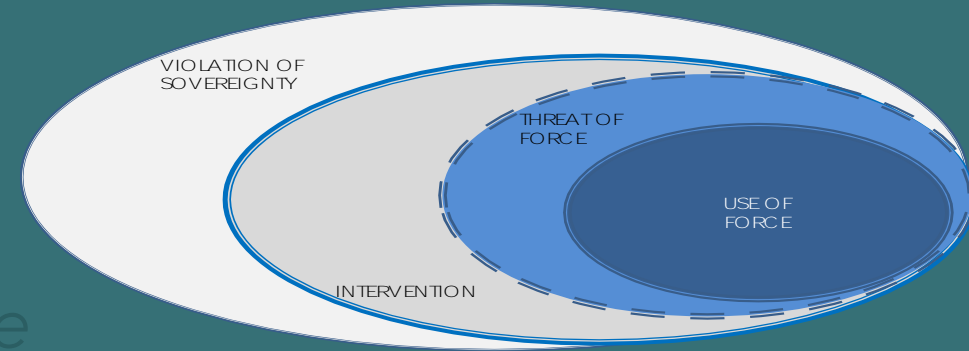 VIOLATION OF
SOVEREIGNTY
THREAT OF
FORCE
USE OF
FORCE
INTERVENTION
e